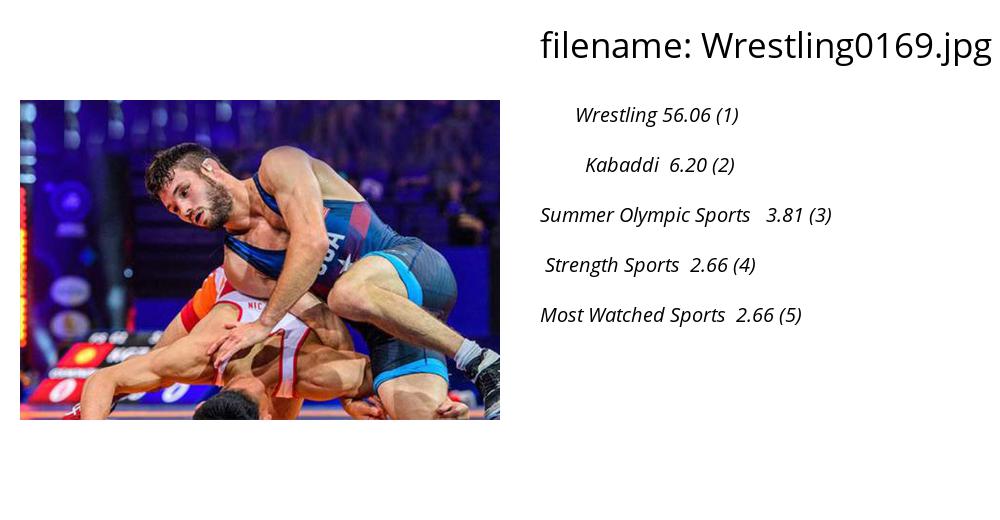 filename: Wrestling0169.jpg
Wrestling 56.06 (1)
Kabaddi 6.20 (2)
Summer Olympic Sports 3.81 (3)
Strength Sports 2.66 (4)
Most Watched Sports 2.66 (5)
USA
NIC